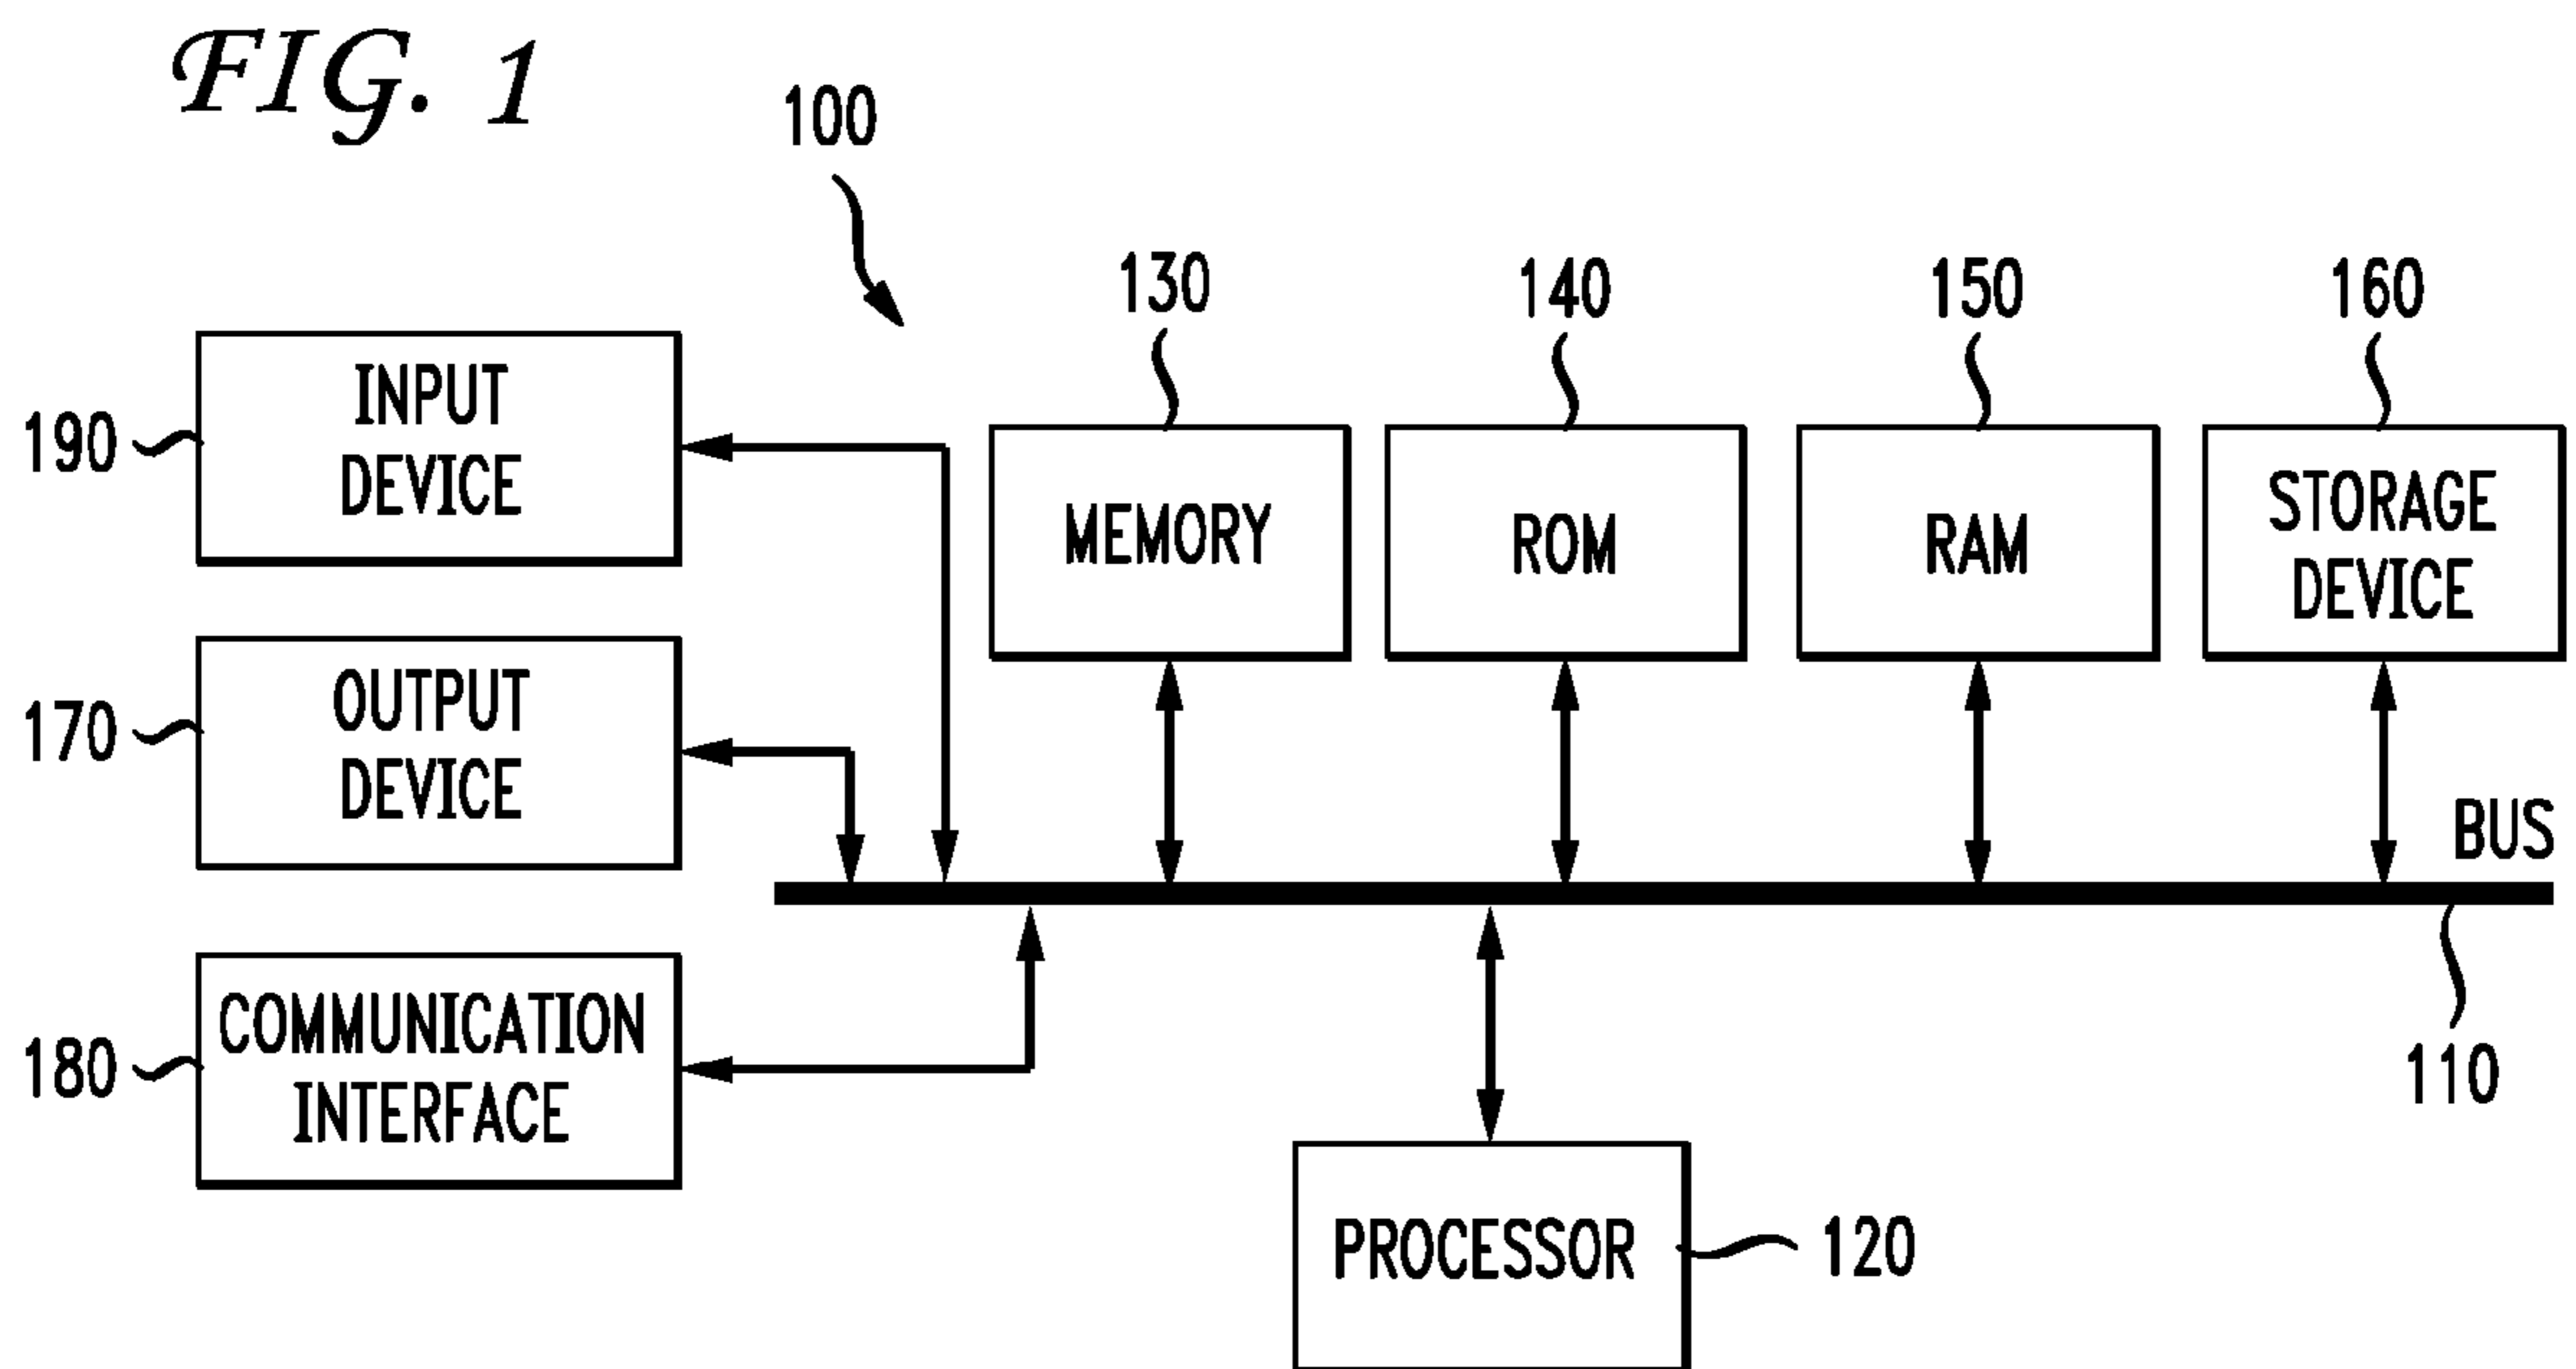 FIG. 1
100
130
140
150
160
190
INPUT
DEVICE
MEMORY
ROM
RAM
STORAGE
DEVICE
170
OUTPUT
DEVICE
BUS
180
COMMUNICATION
INTERFACE
110
PROCESSOR
120